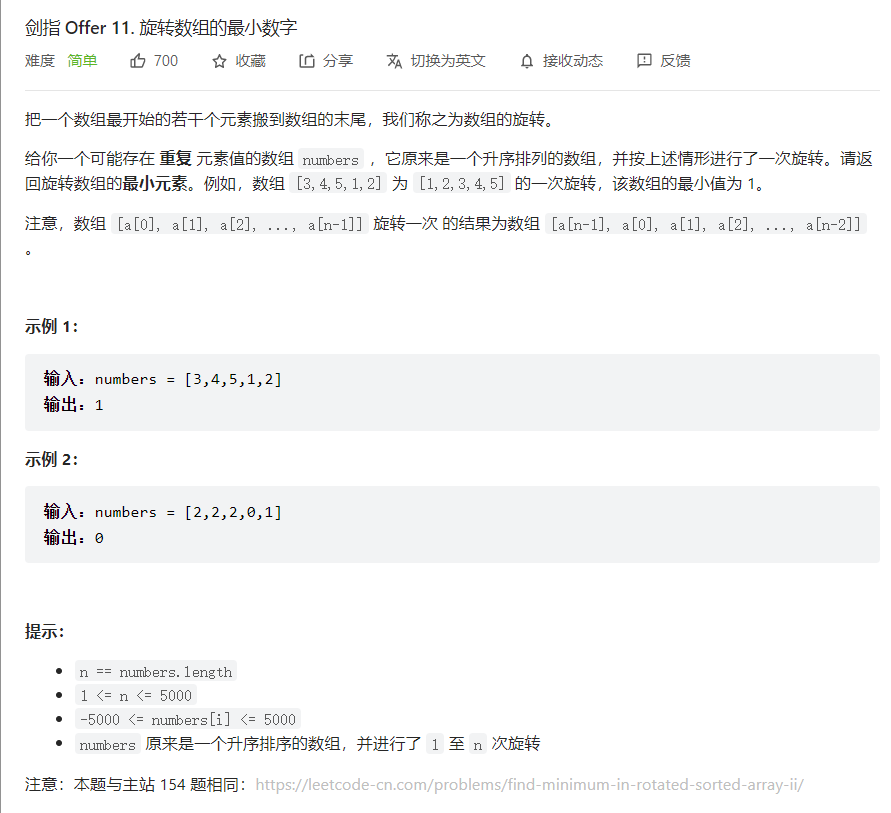 剑指 Offer 11. 旋转数组的最小数字
难度 简单 700 收藏 分享 切换为英文 接收动态 反馈
把一个数组最开始的若干个元素搬到数组的末尾，我们称之为数组的旋转。
给你一个可能存在 重复 元素值的数组 numbers ，它原来是一个升序排列的数组，并按上述情形进行了一次旋转。请返
回旋转数组的最小元素。例如，数组 [3,4,5,1,2] 为 [1,2,3,4,5] 的一次旋转，该数组的最小值为 1。
注意，数组 [a[0], a[1], a[2], ..., a[n-1]] 旋转一次 的结果为数组 [a[n-1], a[0], a[1], a[2], ..., a[n-2]]
。
示例 1：
输入：numbers = [3,4,5,1,2]
输出：1
示例 2：
输入：numbers = [2,2,2,0,1]
输出：0
提示：
• n == numbers.length
• 1 <= n <= 5000
• -5000 <= numbers[i] <= 5000
• numbers 原来是一个升序排序的数组，并进行了 1 至 n 次旋转
注意：本题与主站 154 题相同：https://leetcode-cn.com/problems/find-minimum-in-rotated-sorted-array-ii/